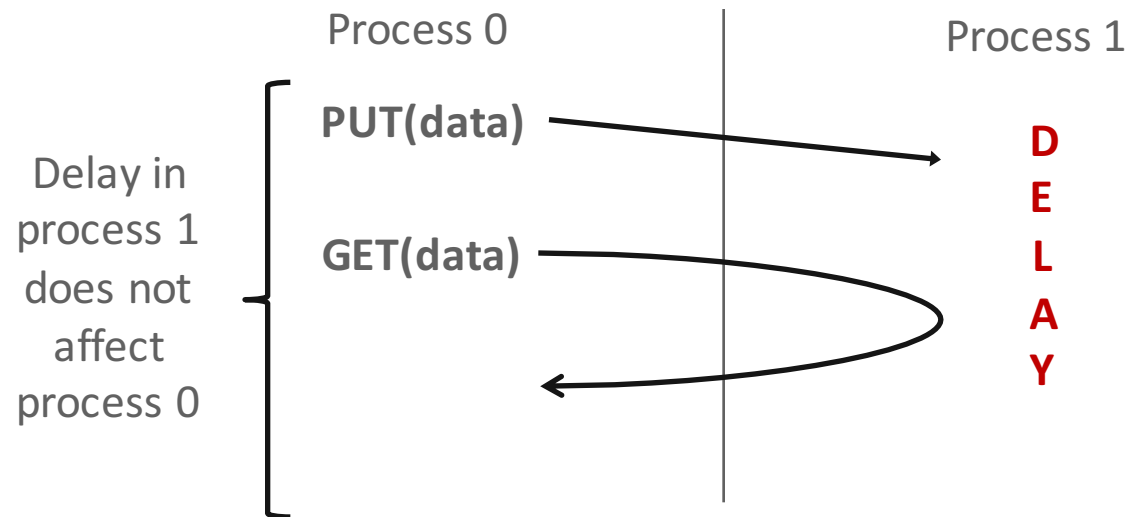 Process 0
Process 1
PUT(data)
GET(data)
Delay in
process 1
does not
affect
process 0
D
E
L
A
Y